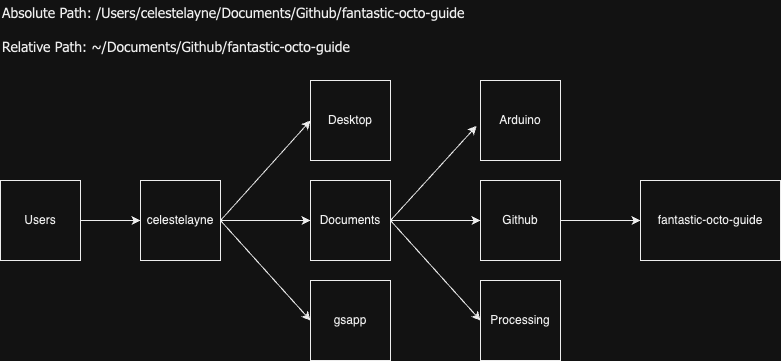 Absolute Path: /Users/celestelayne/Documents/Github/fantastic-octo-guide
Relative Path: ~/Documents/Github/fantastic-octo-guide
Desktop
Arduino
Users
celestelayne
Documents
Github
fantastic-octo-guide
gsapp
Processing